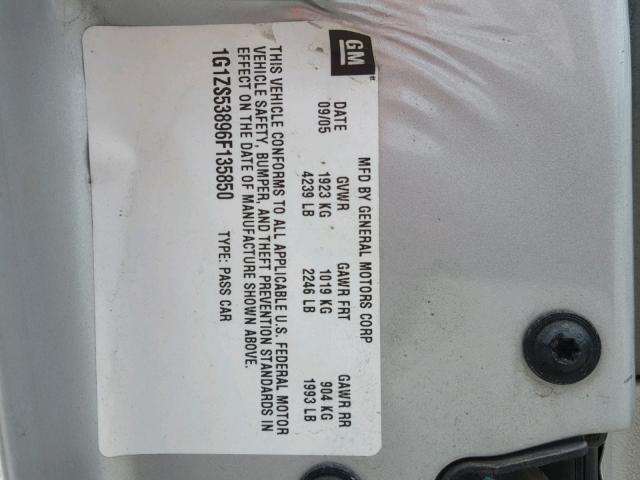 GM
MFD BY GENERAL MOTORS CORP
DATE GVWR GAWR FRT GAWR RR
09/05 1923 KG 1019 KG 904 KG
4239 LB 2246 LB 1993 LB
THIS VEHICLE CONFORMS TO ALL APPLICABLE U.S. FEDERAL MOTOR
VEHICLE SAFETY, BUMPER, AND THEFT PREVENTION STANDARDS IN
EFFECT ON THE DATE OF MANUFACTURE SHOWN ABOVE.
1G1ZS53896F135850 TYPE: PASS CAR